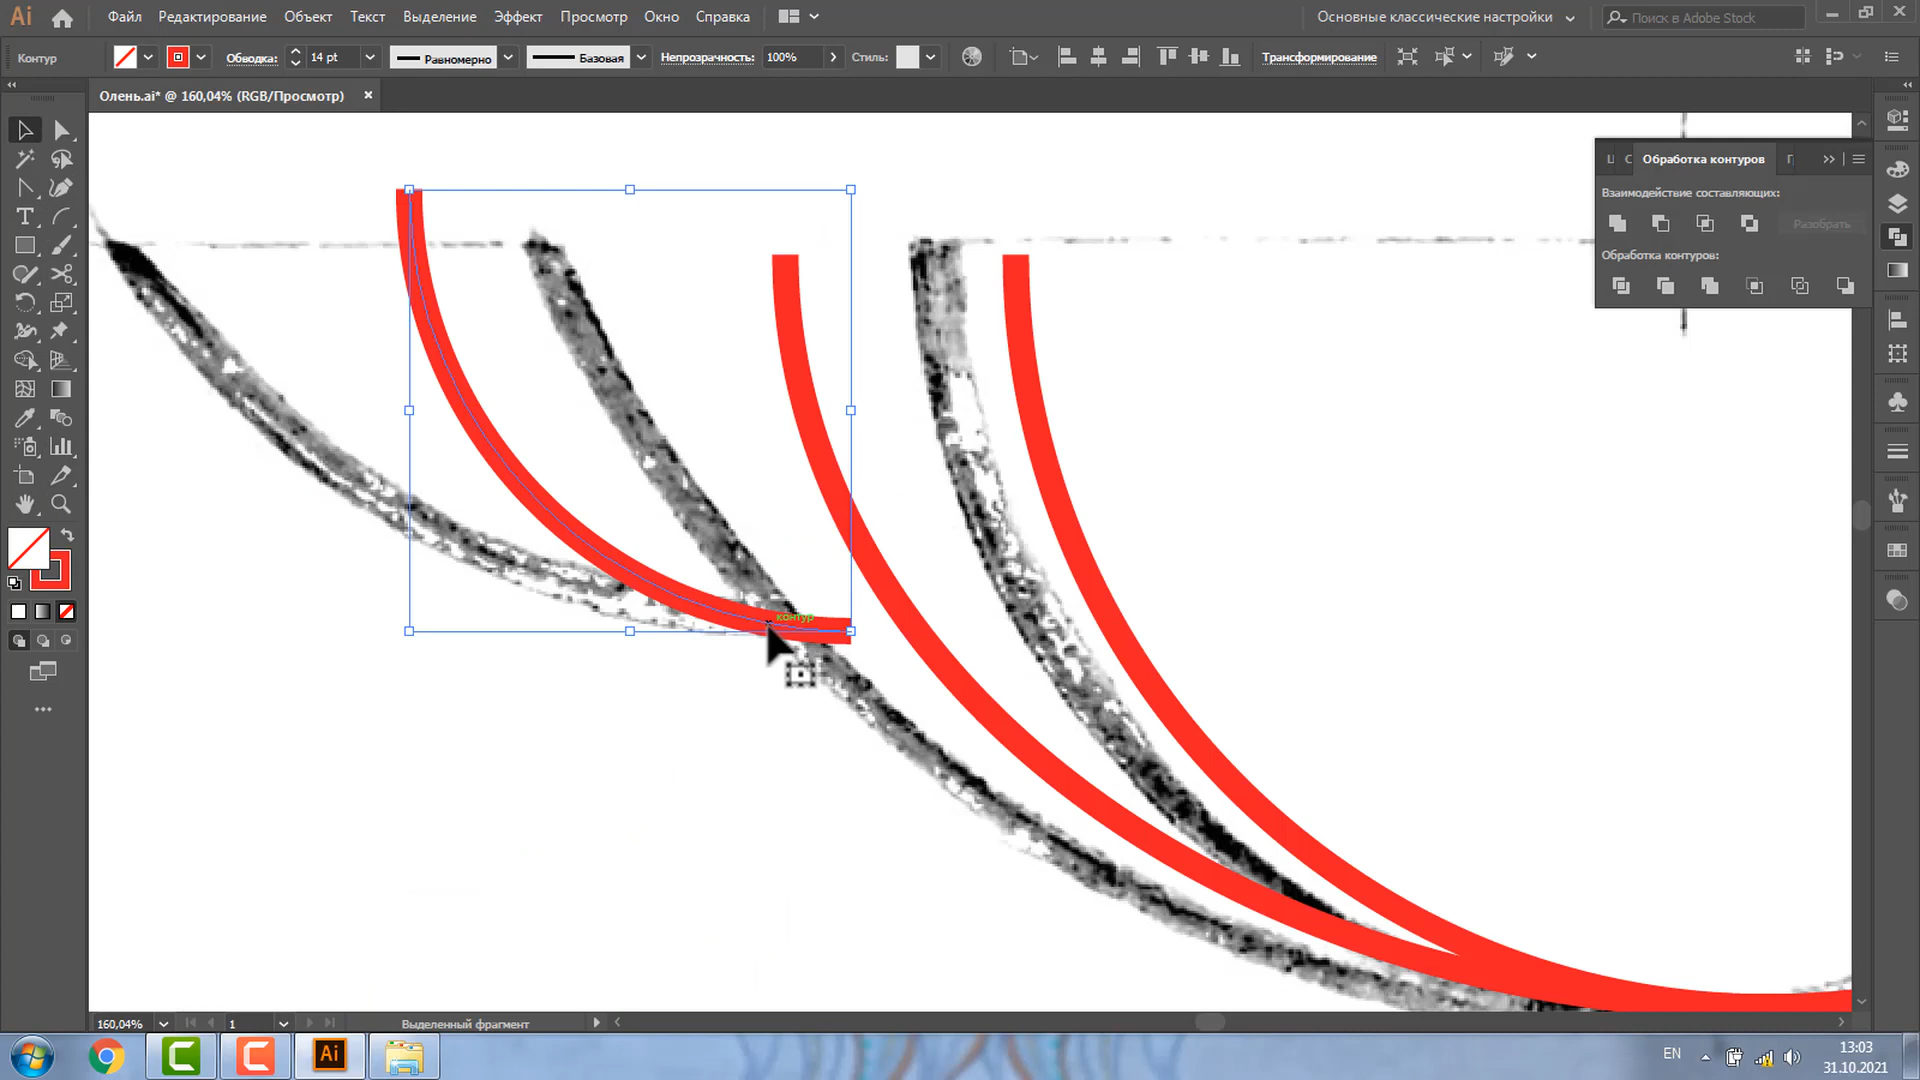 Ai Файл Редактирование Объект Текст Выделение Эффект Просмотр Окно Справка Основные классические настройки Поиск в Adobe Stock
Контур Обводка: 14 pt Равномерно Базовая Непрозрачность: 100% Стиль: Трансформирование
Олень.ai* @ 160,04% (RGB/Просмотр)
Обработка контуров
Взаимодействие составляющих:
Разобрать
Обработка контуров:
контур
160,04% 1 Выделенный фрагмент
Ai EN 13:03
31.10.2021